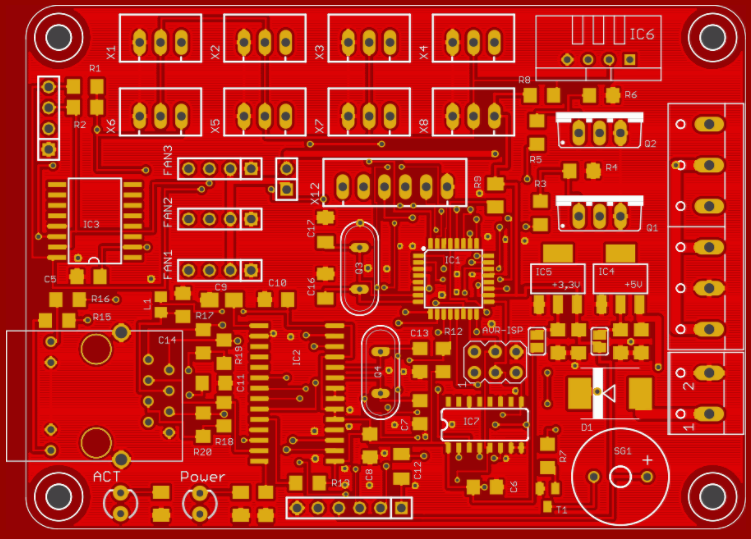 X1
X2
X3
X4
IC6
R1
R2
R8
R6
X6
X5
X7
X8
Q2
R5
FAN3
R4
R9
R3
X12
FAN2
C17
Q1
IC3
FAN1
Q3
IC1
IC5
IC4
+3,3V
+5V
C5
C16
C9
C10
R16
L1
R15
R17
C13
R12
AVR-ISP
C14
R19
IC2
Q4
C11
1
2
1
D1
IC7
C7
R18
R20
SG1
+
R7
C8
C12
ACT
Power
R13
C6
T1